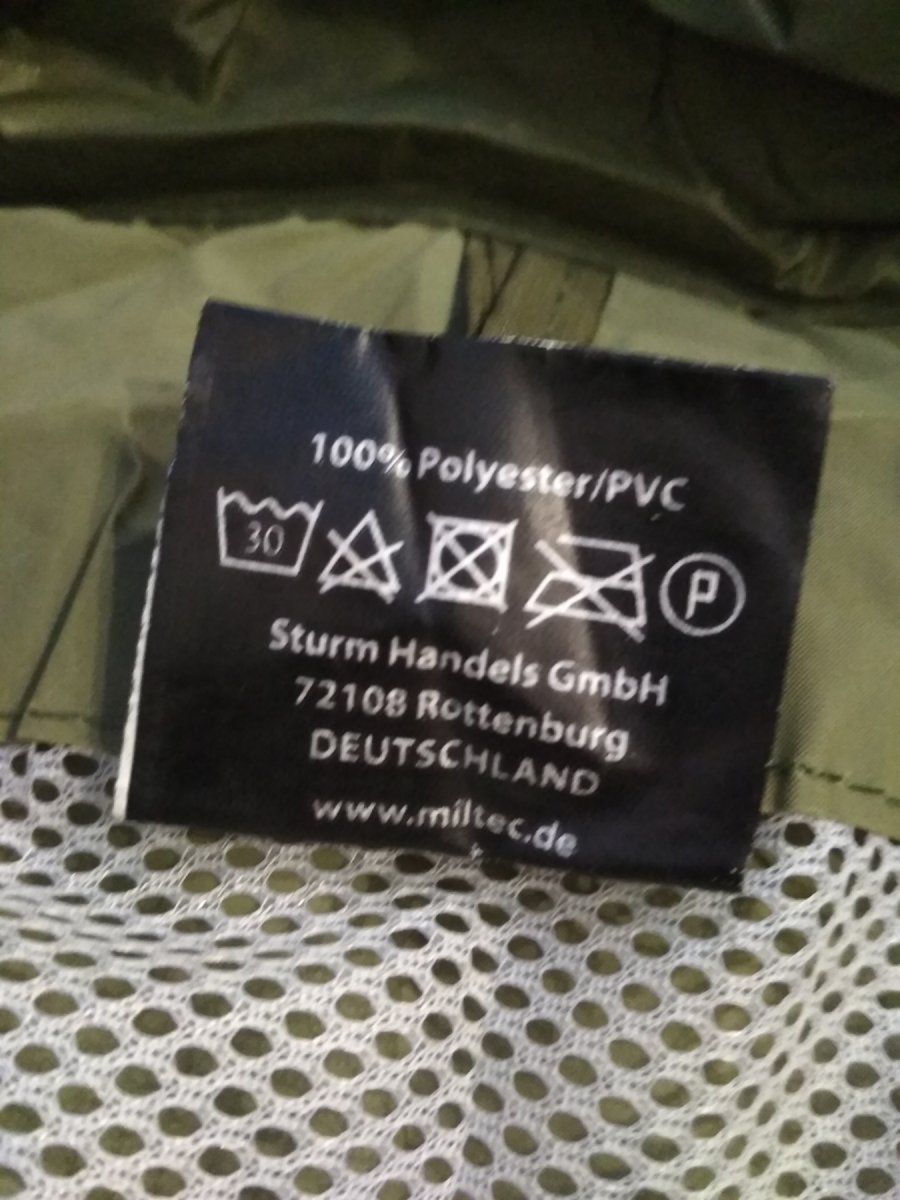 100% Polyester/PVC
30 P
Sturm Handels GmbH
72108 Rottenburg
DEUTSCHLAND
www.miltec.de